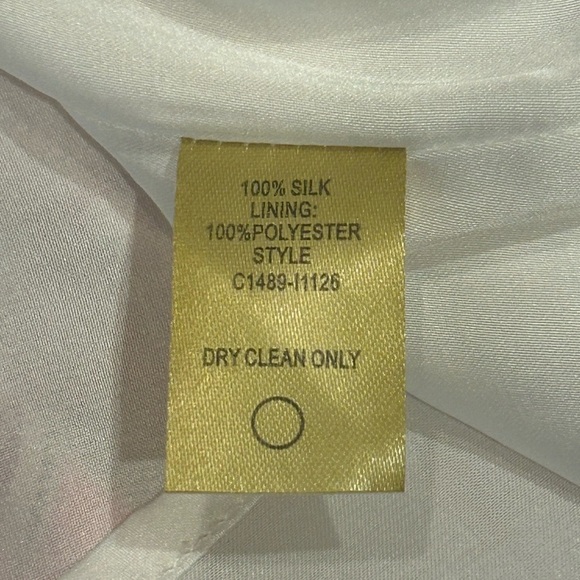 100% SILK
LINING:
100%POLYESTER
STYLE
C1489-I1126
DRY CLEAN ONLY